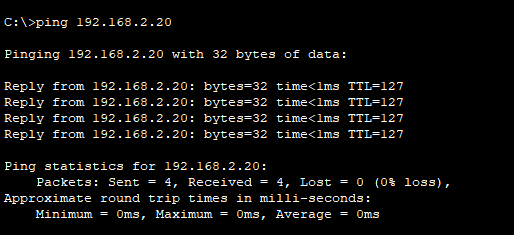 C:\>ping 192.168.2.20
Pinging 192.168.2.20 with 32 bytes of data:
Reply from 192.168.2.20: bytes=32 time<1ms TTL=127
Reply from 192.168.2.20: bytes=32 time<1ms TTL=127
Reply from 192.168.2.20: bytes=32 time<1ms TTL=127
Reply from 192.168.2.20: bytes=32 time<1ms TTL=127
Ping statistics for 192.168.2.20:
    Packets: Sent = 4, Received = 4, Lost = 0 (0% loss),
Approximate round trip times in milli-seconds:
    Minimum = 0ms, Maximum = 0ms, Average = 0ms